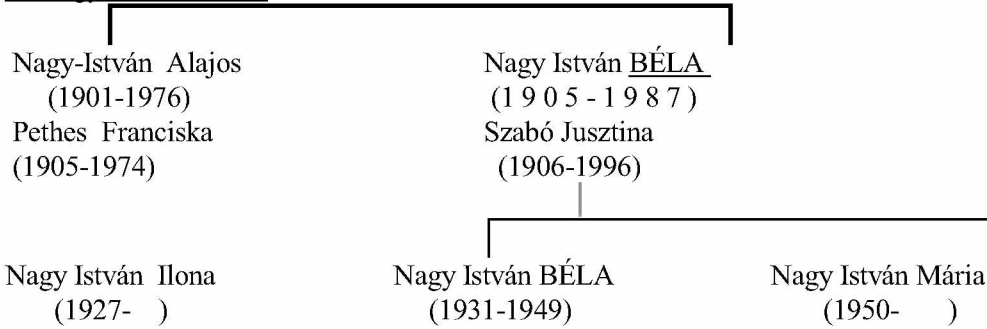 Nagy-István Alajos
(1901-1976)
Pethes Franciska
(1905-1974)
Nagy István BÉLA
(1905-1987)
Szabó Jusztina
(1906-1996)
Nagy István Ilona
(1927- )
Nagy István BÉLA
(1931-1949)
Nagy István Mária
(1950- )